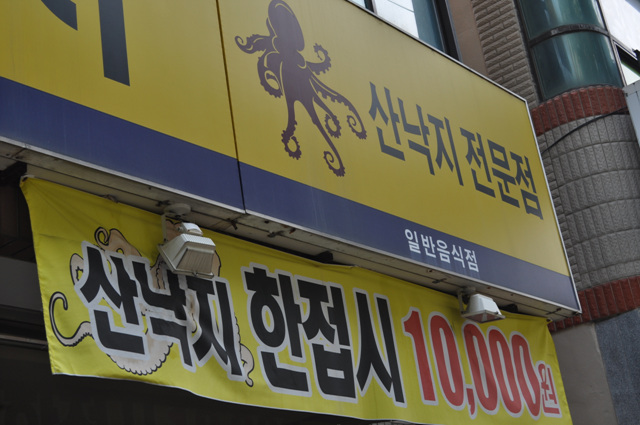 산낙지 전문점
일반음식점
산낙지 한접시 10,000원